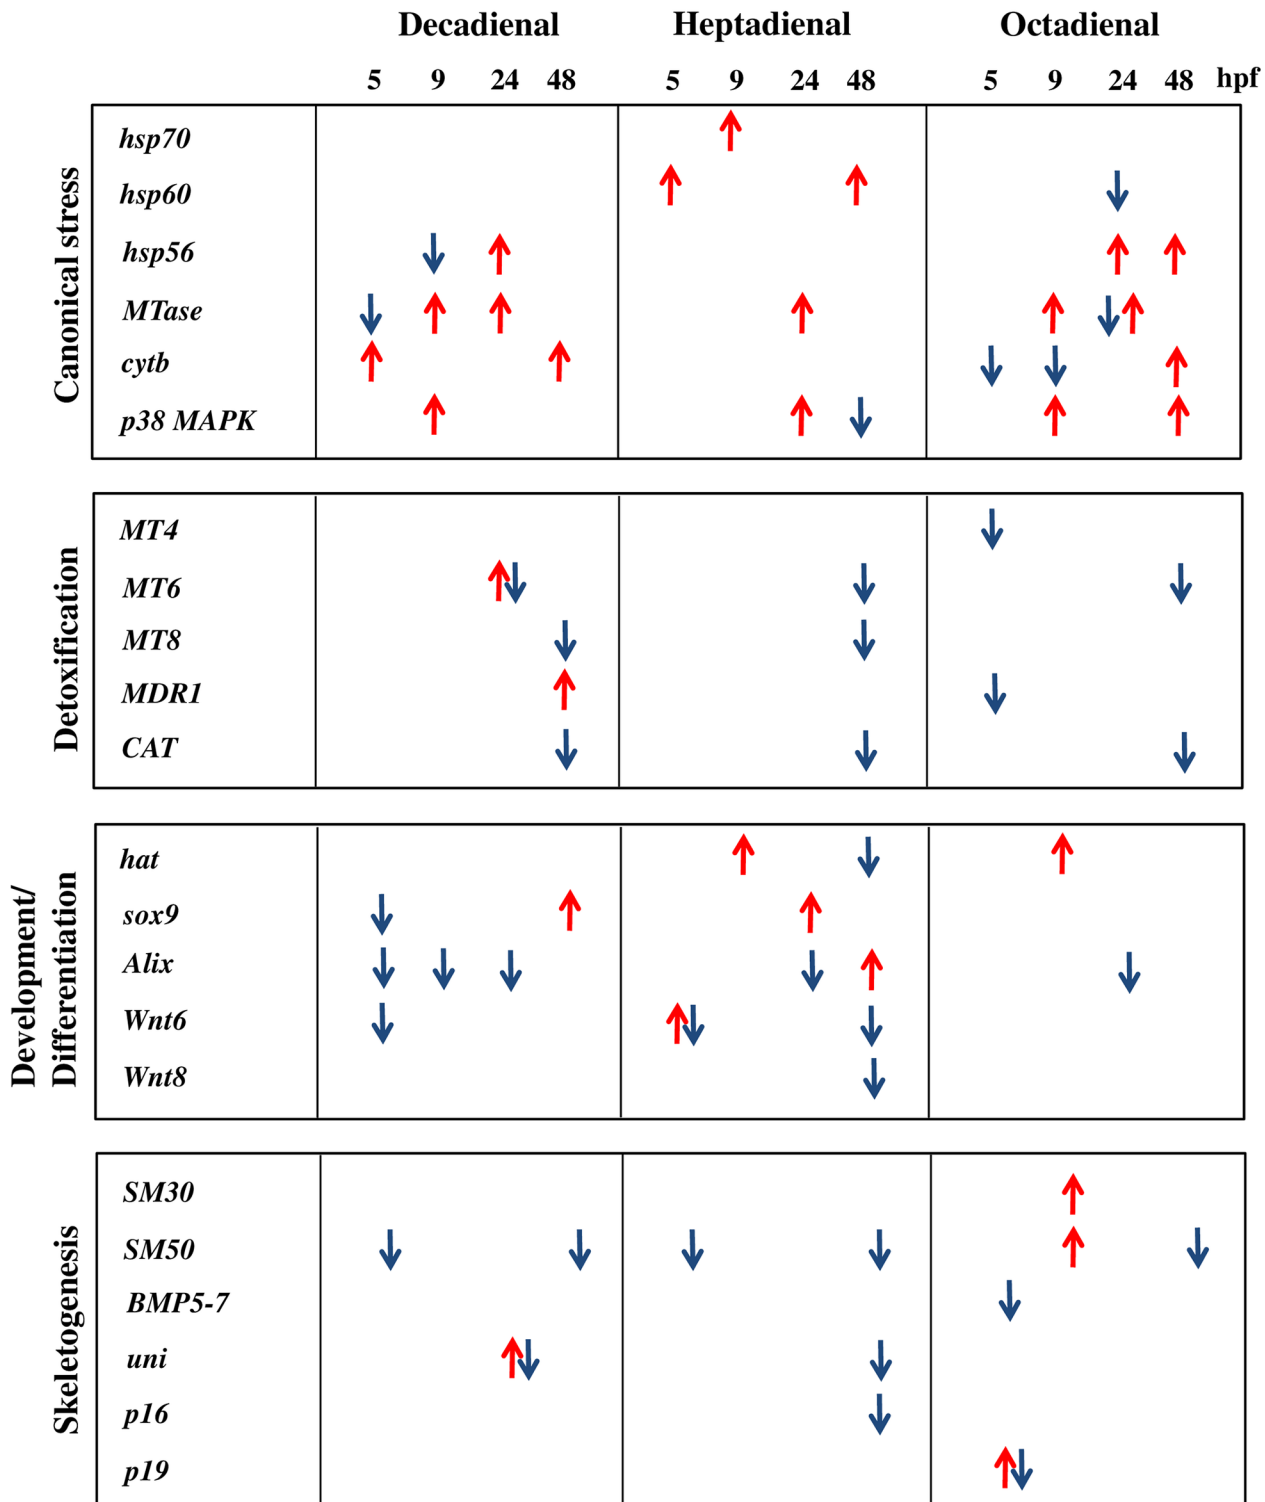 Decadienal Heptadienal Octadienal
5 9 24 48 5 9 24 48 5 9 24 48 hpf
Canonical stress
hsp70
hsp60
hsp56
MTase
cytb
p38 MAPK
Detoxification
MT4
MT6
MT8
MDR1
CAT
Development/
Differentiation
hat
sox9
Alix
Wnt6
Wnt8
Skeletogenesis
SM30
SM50
BMP5-7
uni
p16
p19